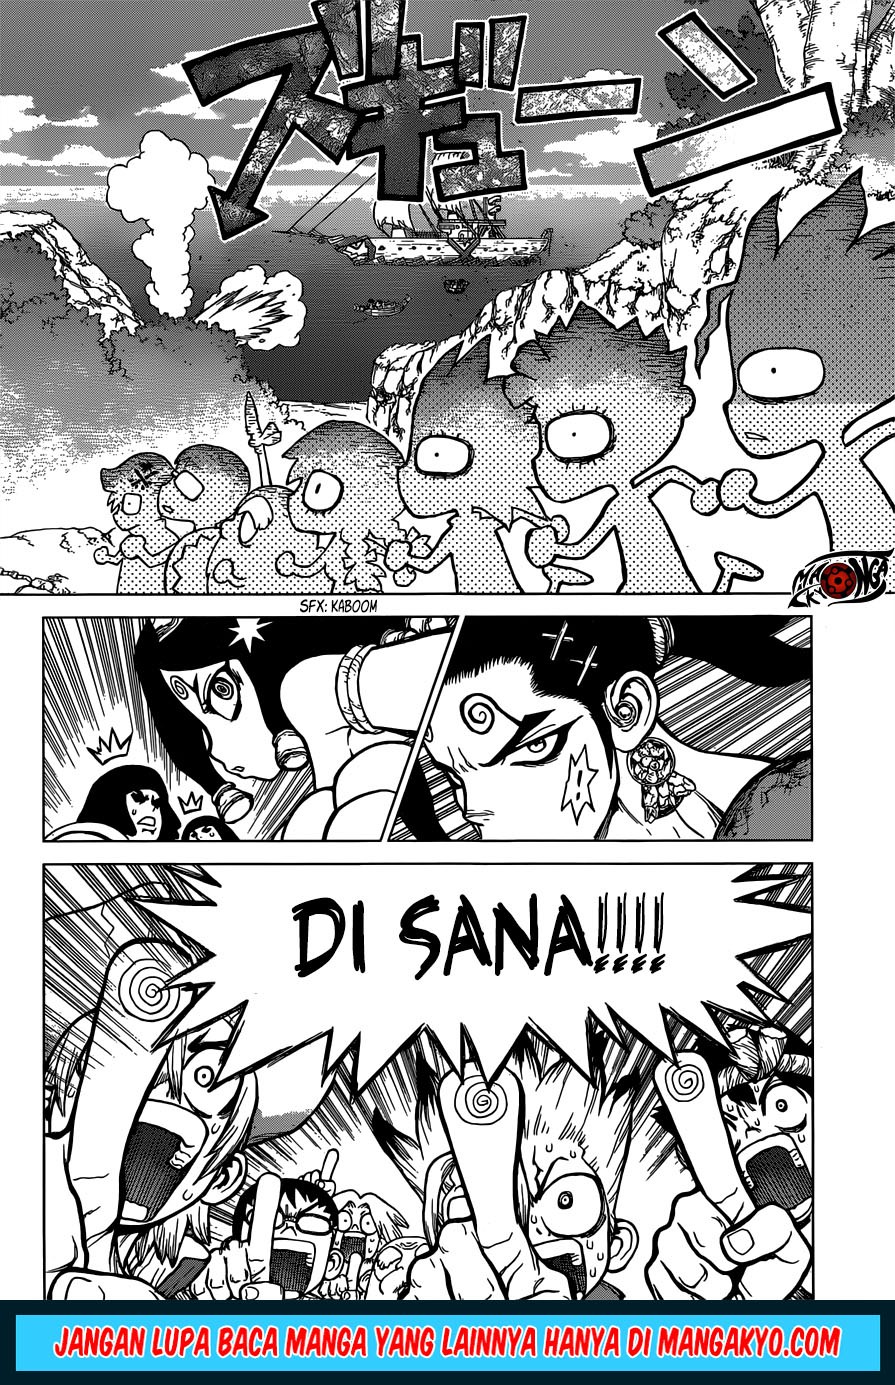 ズギューン
SFX: KABOOM
!
DI SANA!!!!
JANGAN LUPA BACA MANGA YANG LAINNYA HANYA DI MANGAKYO.COM